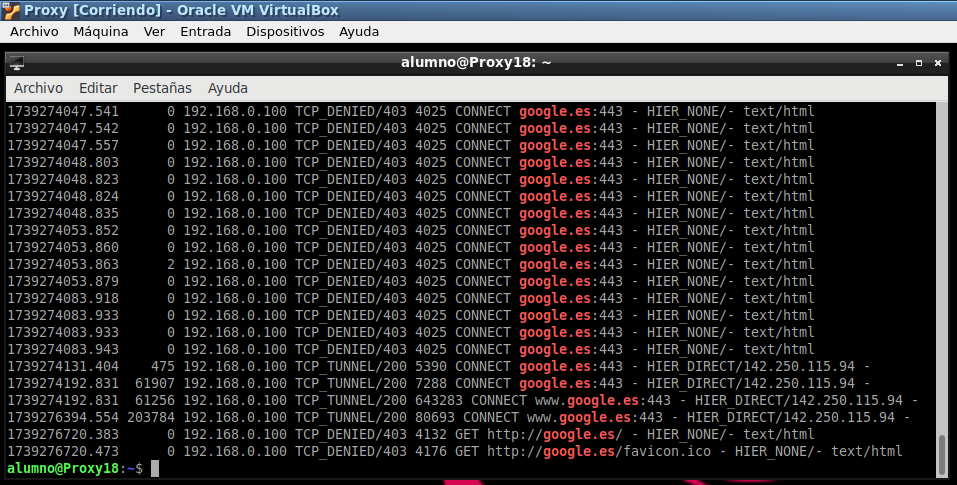 Proxy [Corriendo] - Oracle VM VirtualBox
Archivo Máquina Ver Entrada Dispositivos Ayuda
alumno@Proxy18: ~
Archivo Editar Pestañas Ayuda
1739274047.541 0 192.168.0.100 TCP_DENIED/403 4025 CONNECT google.es:443 - HIER_NONE/- text/html
1739274047.542 0 192.168.0.100 TCP_DENIED/403 4025 CONNECT google.es:443 - HIER_NONE/- text/html
1739274047.557 0 192.168.0.100 TCP_DENIED/403 4025 CONNECT google.es:443 - HIER_NONE/- text/html
1739274048.803 0 192.168.0.100 TCP_DENIED/403 4025 CONNECT google.es:443 - HIER_NONE/- text/html
1739274048.823 0 192.168.0.100 TCP_DENIED/403 4025 CONNECT google.es:443 - HIER_NONE/- text/html
1739274048.824 0 192.168.0.100 TCP_DENIED/403 4025 CONNECT google.es:443 - HIER_NONE/- text/html
1739274048.835 0 192.168.0.100 TCP_DENIED/403 4025 CONNECT google.es:443 - HIER_NONE/- text/html
1739274053.852 0 192.168.0.100 TCP_DENIED/403 4025 CONNECT google.es:443 - HIER_NONE/- text/html
1739274053.860 0 192.168.0.100 TCP_DENIED/403 4025 CONNECT google.es:443 - HIER_NONE/- text/html
1739274053.863 2 192.168.0.100 TCP_DENIED/403 4025 CONNECT google.es:443 - HIER_NONE/- text/html
1739274053.879 0 192.168.0.100 TCP_DENIED/403 4025 CONNECT google.es:443 - HIER_NONE/- text/html
1739274083.918 0 192.168.0.100 TCP_DENIED/403 4025 CONNECT google.es:443 - HIER_NONE/- text/html
1739274083.933 0 192.168.0.100 TCP_DENIED/403 4025 CONNECT google.es:443 - HIER_NONE/- text/html
1739274083.933 0 192.168.0.100 TCP_DENIED/403 4025 CONNECT google.es:443 - HIER_NONE/- text/html
1739274083.943 0 192.168.0.100 TCP_DENIED/403 4025 CONNECT google.es:443 - HIER_NONE/- text/html
1739274131.404 475 192.168.0.100 TCP_TUNNEL/200 5390 CONNECT google.es:443 - HIER_DIRECT/142.250.115.94 -
1739274192.831 61907 192.168.0.100 TCP_TUNNEL/200 7288 CONNECT google.es:443 - HIER_DIRECT/142.250.115.94 -
1739274192.831 61256 192.168.0.100 TCP_TUNNEL/200 643283 CONNECT www.google.es:443 - HIER_DIRECT/142.250.115.94 -
1739276394.554 203784 192.168.0.100 TCP_TUNNEL/200 80693 CONNECT www.google.es:443 - HIER_DIRECT/142.250.115.94 -
1739276720.383 0 192.168.0.100 TCP_DENIED/403 4132 GET http://google.es/ - HIER_NONE/- text/html
1739276720.473 0 192.168.0.100 TCP_DENIED/403 4176 GET http://google.es/favicon.ico - HIER_NONE/- text/html
alumno@Proxy18:~$